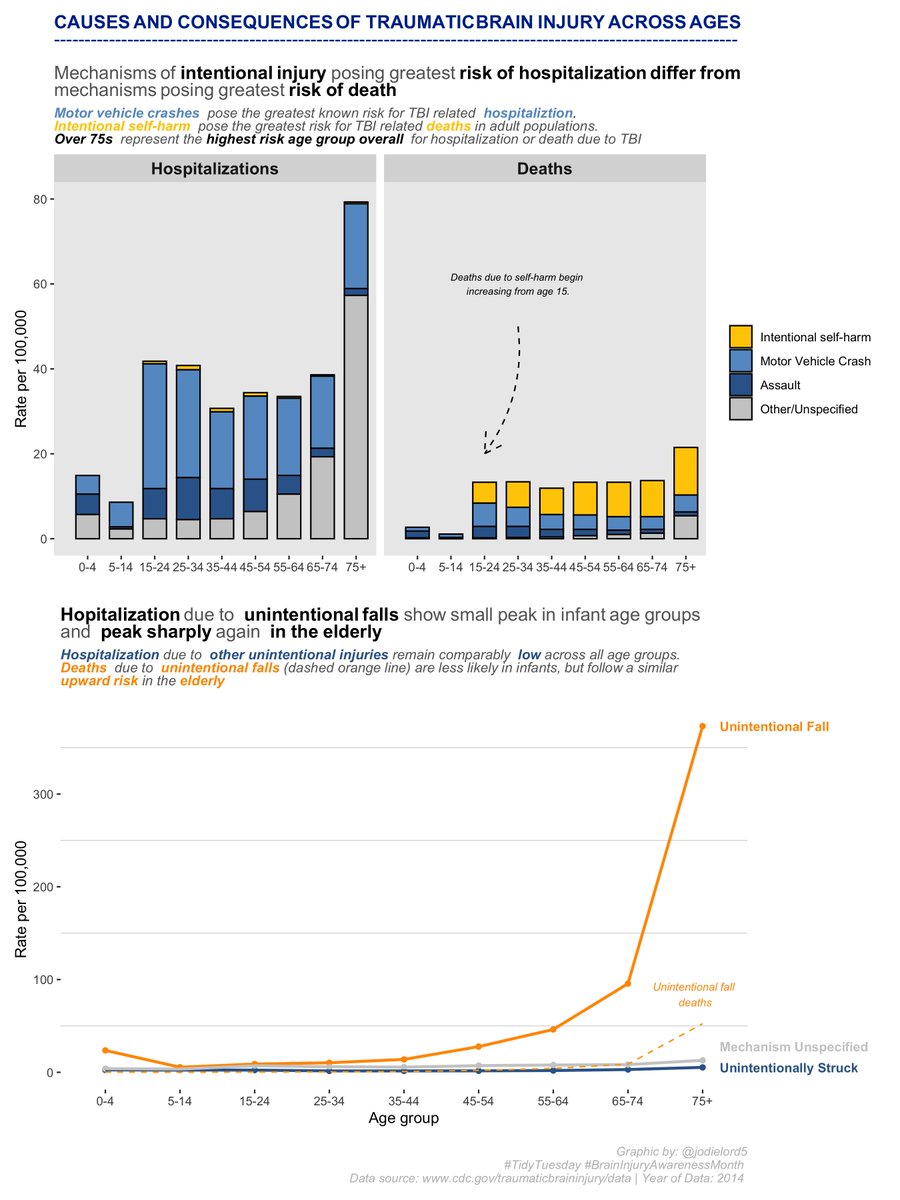 CAUSES AND CONSEQUENCES OF TRAUMATIC BRAIN INJURY ACROSS AGES
Mechanisms of intentional injury posing greatest risk of hospitalization differ from
mechanisms posing greatest risk of death
Motor vehicle crashes pose the greatest known risk for TBI related hospitaliztion.
Intentional self-harm pose the greatest risk for TBI related deaths in adult populations.
Over 75s represent the highest risk age group overall for hospitalization or death due to TBI
Hospitalizations
Deaths
Rate per 100,000
80
60
40
20
0
Deaths due to self-harm begin
increasing from age 15.
Intentional self-harm
Motor Vehicle Crash
Assault
Other/Unspecified
0-4 5-14 15-24 25-34 35-44 45-54 55-64 65-74 75+
0-4 5-14 15-24 25-34 35-44 45-54 55-64 65-74 75+
Hopitalization due to unintentional falls show small peak in infant age groups
and peak sharply again in the elderly
Hospitalization due to other unintentional injuries remain comparably low across all age groups.
Deaths due to unintentional falls (dashed orange line) are less likely in infants, but follow a similar
upward risk in the elderly
Rate per 100,000
300
200
100
0
Unintentional Fall
Unintentional fall
deaths
Mechanism Unspecified
Unintentionally Struck
0-4 5-14 15-24 25-34 35-44 45-54 55-64 65-74 75+
Age group
Graphic by: @jodielord5
#TidyTuesday #BrainInjuryAwarenessMonth
Data source: www.cdc.gov/traumaticbraininjury/data | Year of Data: 2014